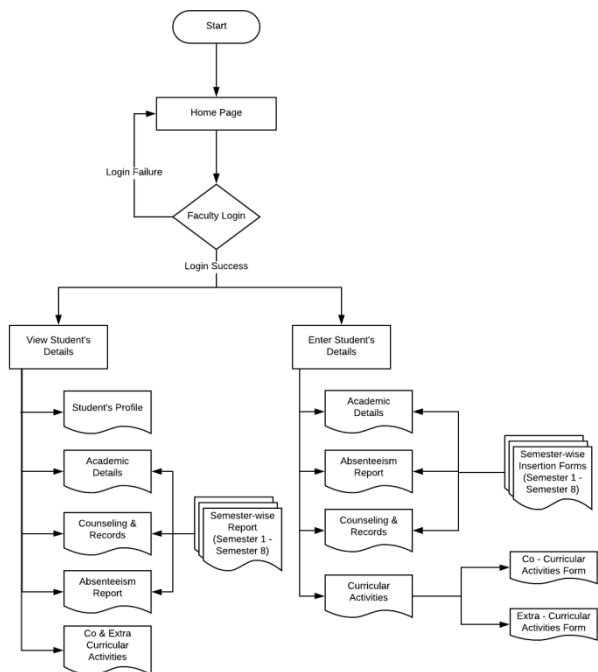 Start
Home Page
Login Failure
Faculty Login
Login Success
View Student's
Details
Enter Student's
Details
Student's Profile
Academic
Details
Counseling &
Records
Absenteeism
Report
Co & Extra
Curricular
Activities
Semester-wise
Report
(Semester 1 -
Semester 8)
Academic
Details
Absenteeism
Report
Counseling &
Records
Curricular
Activities
Semester-wise
Insertion Forms
(Semester 1 -
Semester 8)
Co - Curricular
Activities Form
Extra - Curricular
Activities Form